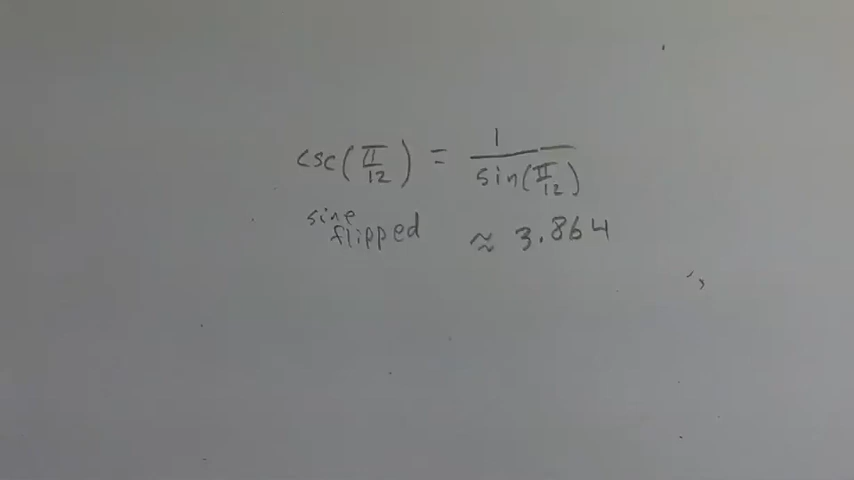 csc(π/12) = 1/sin(π/12)
sine
flipped
≈ 3.864